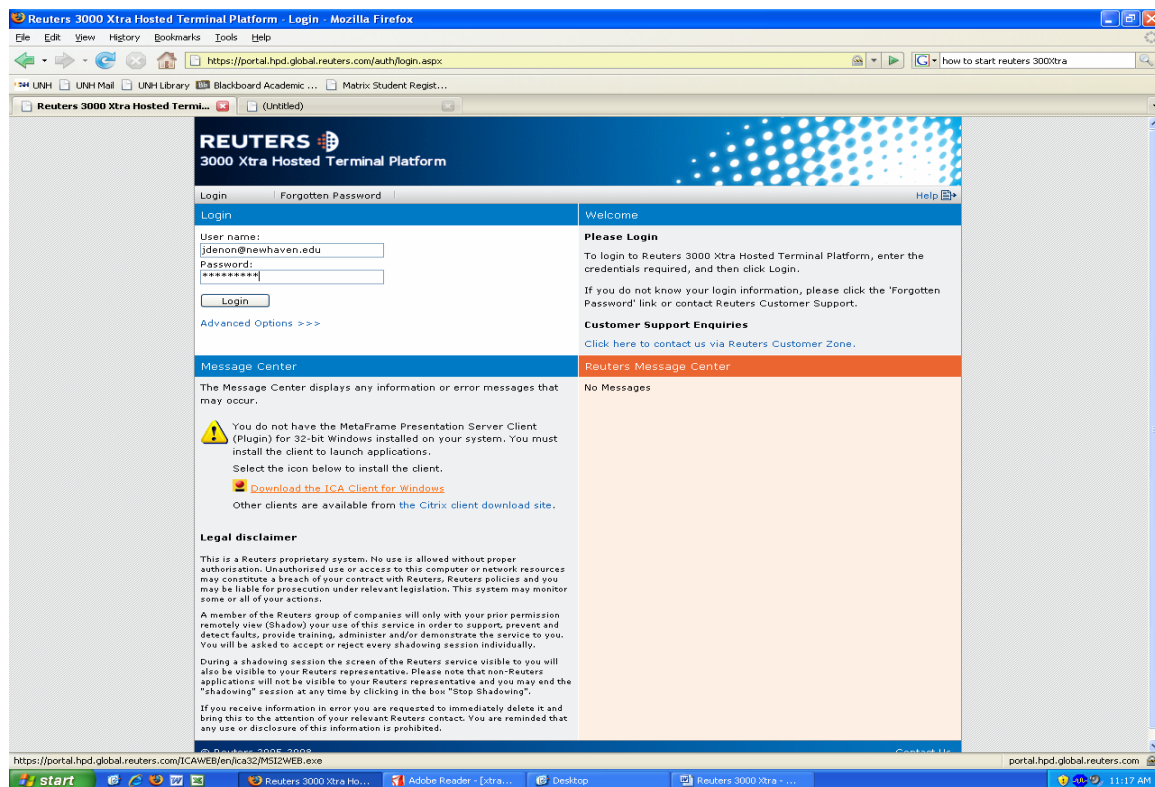 Reuters 3000 Xtra Hosted Terminal Platform - Login - Mozilla Firefox
File Edit View History Bookmarks Tools Help
https://portal.hpd.global.reuters.com/auth/login.aspx
how to start reuters 300Xtra
UNH UNH Mail UNH Library Blackboard Academic ... Matrix Student Regist...
Reuters 3000 Xtra Hosted Termi... (Untitled)
REUTERS
3000 Xtra Hosted Terminal Platform
Login Forgotten Password Help
Login
User name:
jdenon@newhaven.edu
Password:
*********
Login
Advanced Options >>>
Welcome
Please Login
To login to Reuters 3000 Xtra Hosted Terminal Platform, enter the
credentials required, and then click Login.
If you do not know your login information, please click the 'Forgotten
Password' link or contact Reuters Customer Support.
Customer Support Enquiries
Click here to contact us via Reuters Customer Zone.
Message Center
The Message Center displays any information or error messages that
may occur.
You do not have the MetaFrame Presentation Server Client
(Plugin) for 32-bit Windows installed on your system. You must
install the client to launch applications.
Select the icon below to install the client.
Download the ICA Client for Windows
Other clients are available from the Citrix client download site.
Legal disclaimer
This is a Reuters proprietary system. No use is allowed without proper
authorisation. Unauthorised use or access to this computer or network resources
may constitute a breach of your contract with Reuters, Reuters policies and you
may be liable for prosecution under relevant legislation. This system may monitor
some or all of your actions.
A member of the Reuters group of companies will only with your prior permission
remotely view (Shadow) your use of this service in order to support, prevent and
detect faults, provide training, administer and/or demonstrate the service to you.
You will be asked to accept or reject every shadowing session individually.
During a shadowing session the screen of the Reuters service visible to you will
also be visible to your Reuters representative. Please note that non-Reuters
applications will not be visible to your Reuters representative and you may end the
"shadowing" session at any time by clicking in the box "Stop Shadowing".
If you receive information in error you are requested to immediately delete it and
bring this to the attention of your relevant Reuters contact. You are reminded that
any use or disclosure of this information is prohibited.
Reuters Message Center
No Messages
© Reuters 2005-2008 Contact Us
https://portal.hpd.global.reuters.com/ICAWEB/en/ica32/MSI2WEB.exe portal.hpd.global.reuters.com
start Reuters 3000 Xtra Ho... Adobe Reader - [xtra... Desktop Reuters 3000 Xtra - ... 11:17 AM